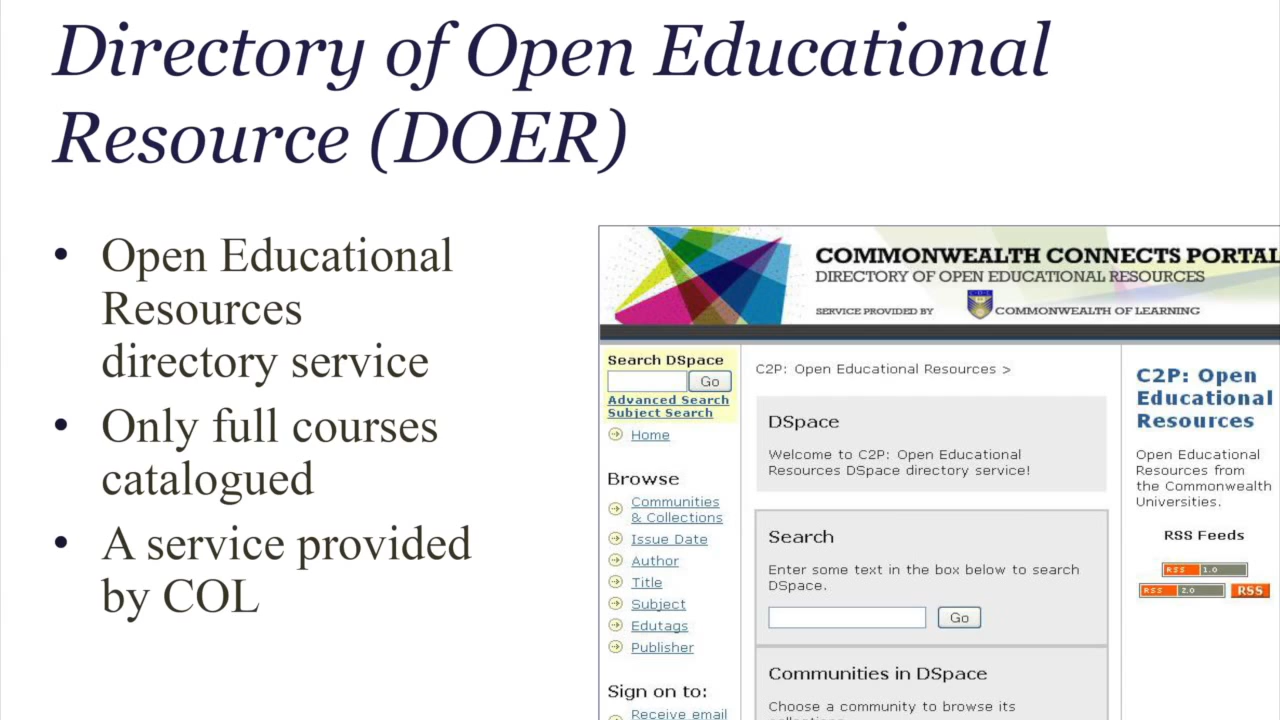 Directory of Open Educational
Resource (DOER)
• Open Educational
Resources
directory service
• Only full courses
catalogued
• A service provided
by COL
COMMONWEALTH CONNECTS PORTAL
DIRECTORY OF OPEN EDUCATIONAL RESOURCES
SERVICE PROVIDED BY COMMONWEALTH OF LEARNING
Search DSpace
Go
Advanced Search
Subject Search
Home
Browse
Communities
& Collections
Issue Date
Author
Title
Subject
Edutags
Publisher
Sign on to:
Receive email
C2P: Open Educational Resources >
DSpace
Welcome to C2P: Open Educational
Resources DSpace directory service!
Search
Enter some text in the box below to search
DSpace.
Go
Communities in DSpace
Choose a community to browse its
C2P: Open
Educational
Resources
Open Educational
Resources from
the Commonwealth
Universities.
RSS Feeds
RSS 1.0
RSS 2.0 RSS